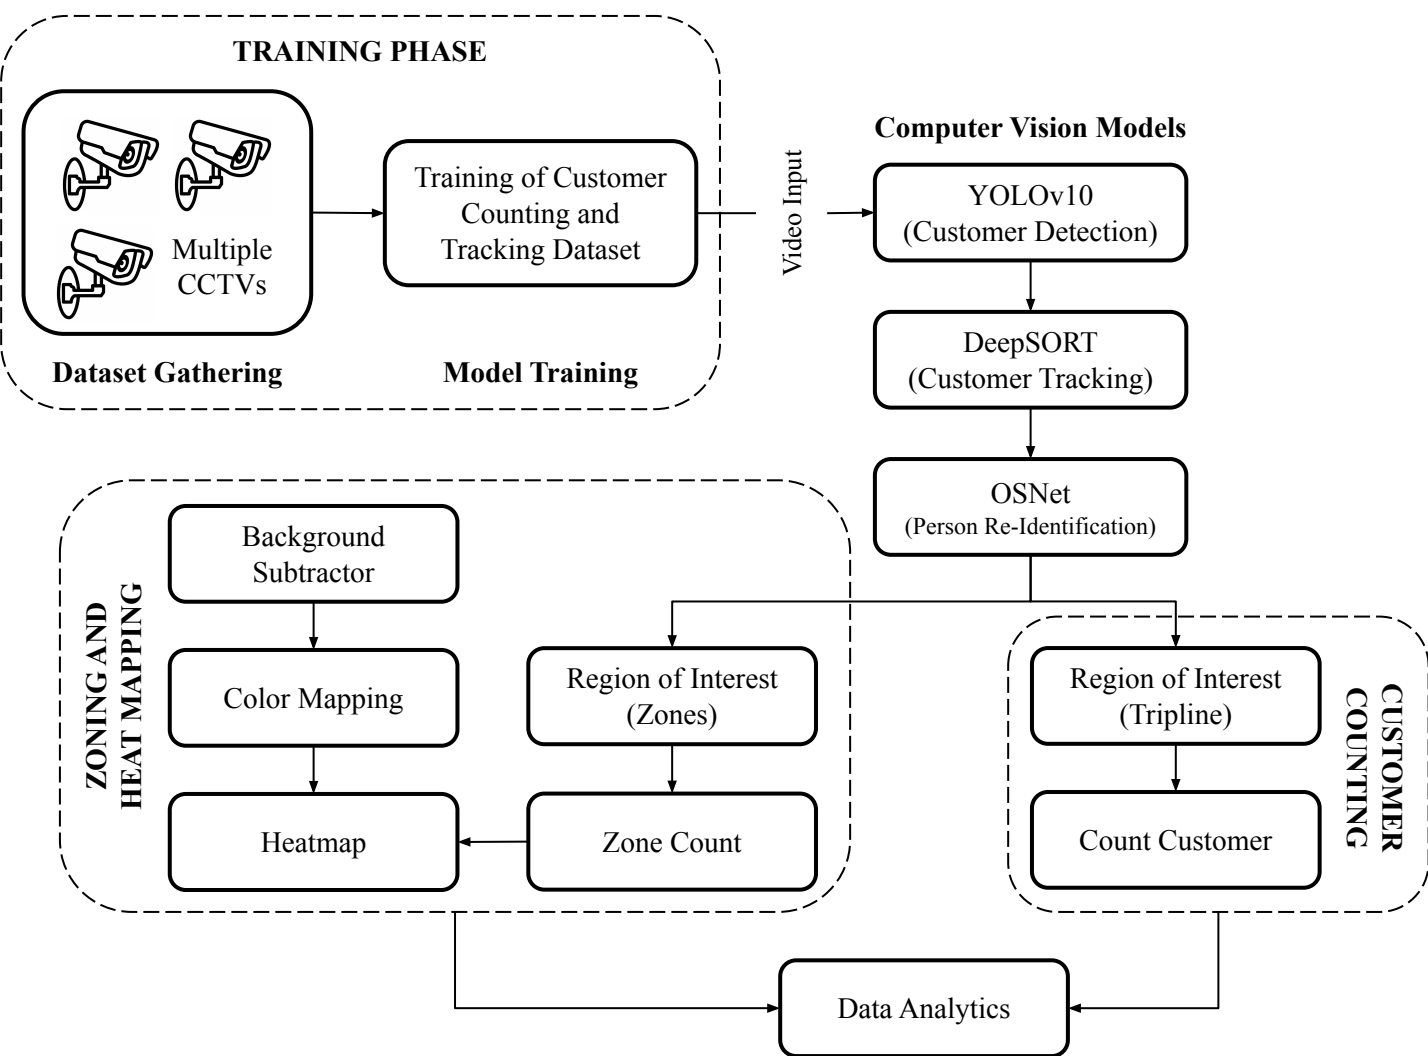 TRAINING PHASE
Multiple
CCTVs
Training of Customer
Counting and
Tracking Dataset
Dataset Gathering
Model Training
Video Input
Computer Vision Models
YOLOv10
(Customer Detection)
DeepSORT
(Customer Tracking)
OSNet
(Person Re-Identification)
ZONING AND
HEAT MAPPING
Background
Subtractor
Color Mapping
Heatmap
Region of Interest
(Zones)
Zone Count
Region of Interest
(Tripline)
Count Customer
CUSTOMER
COUNTING
Data Analytics